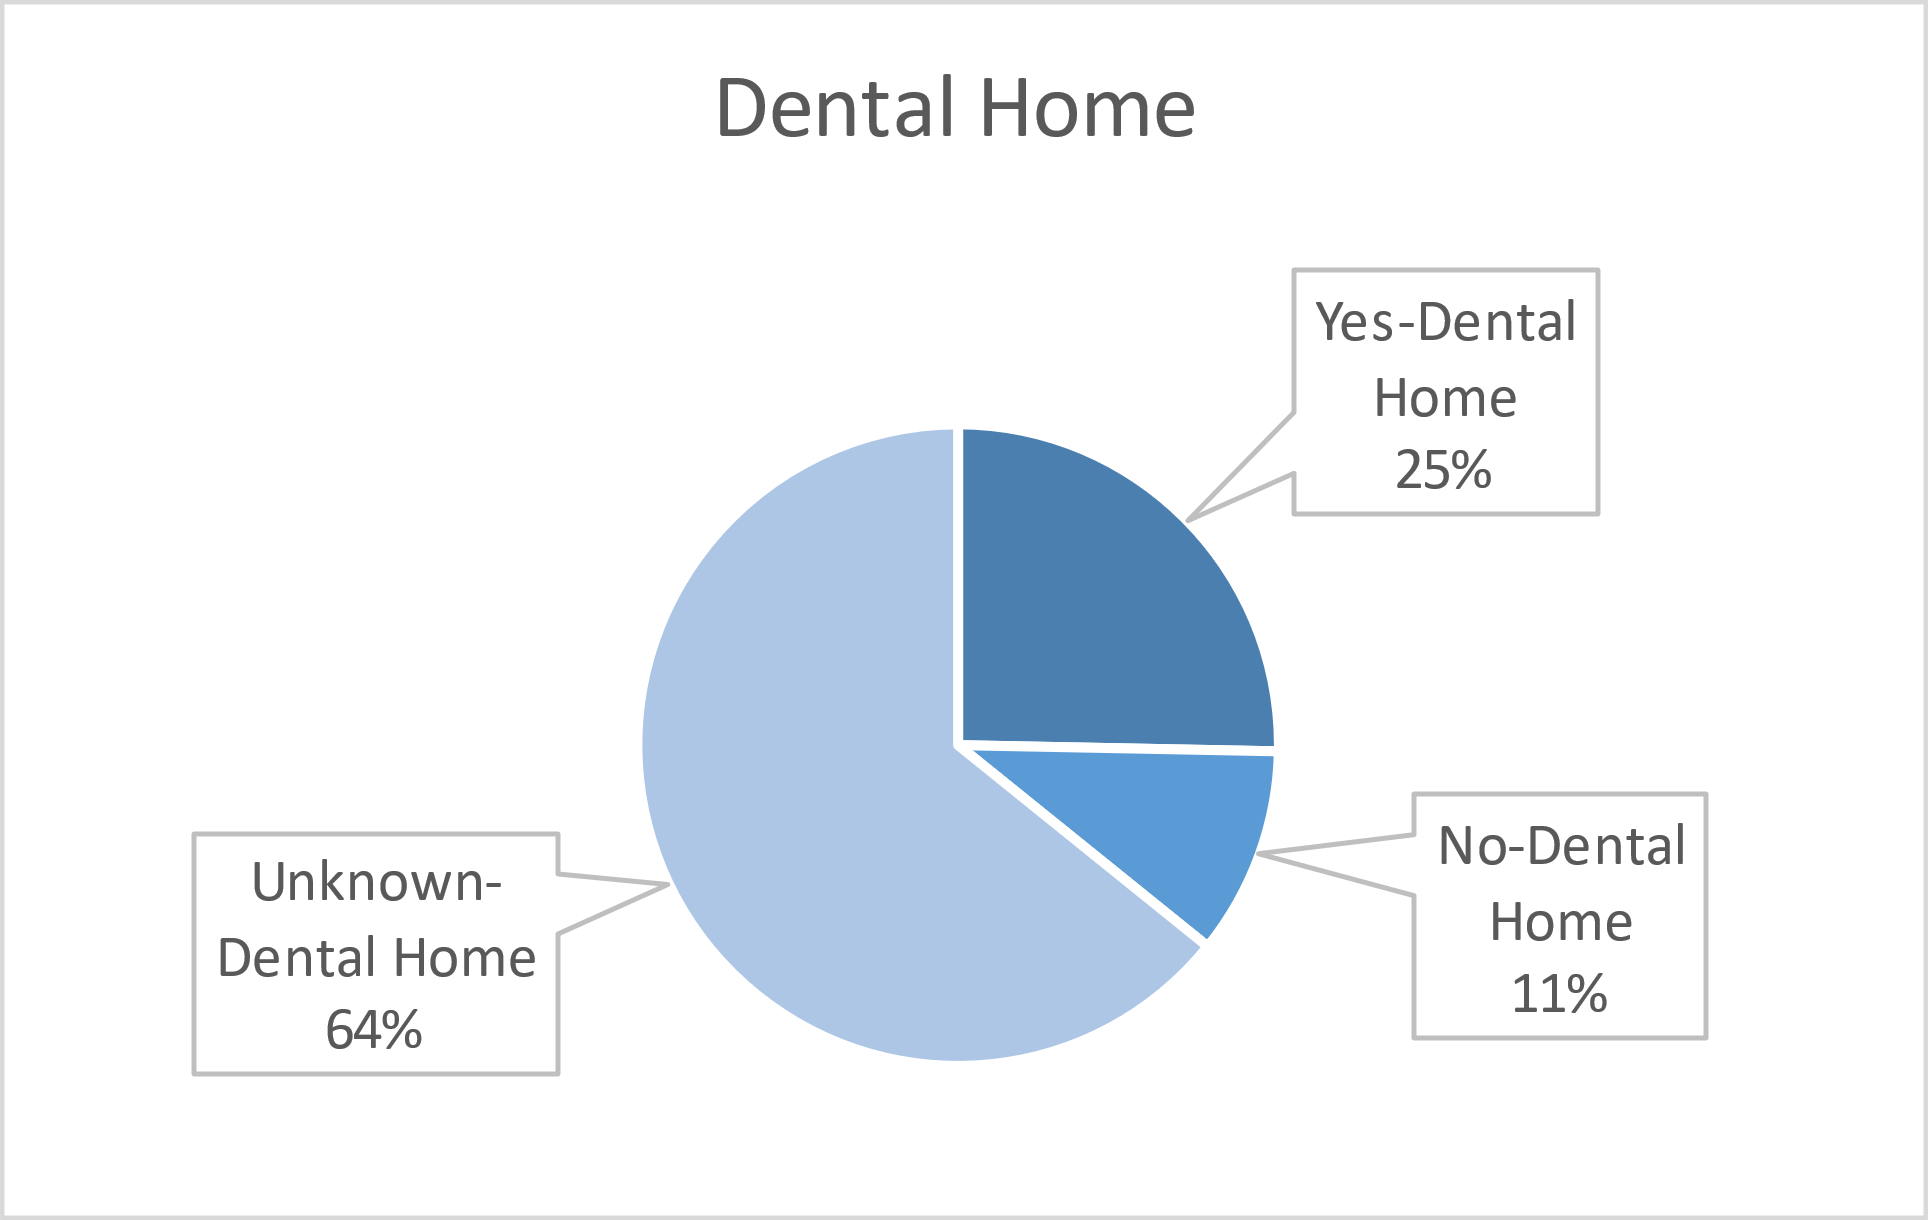 Dental Home
Yes-Dental
Home
25%
No-Dental
Home
11%
Unknown-
Dental Home
64%